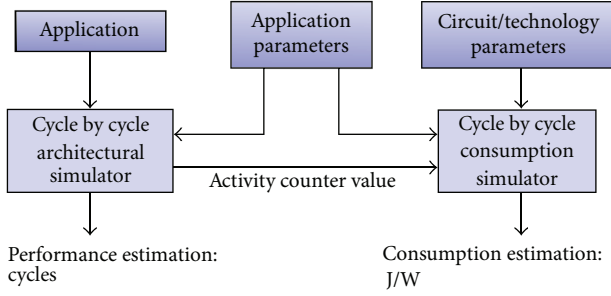 Application
Application
parameters
Circuit/technology
parameters
Cycle by cycle
architectural
simulator
Activity counter value
Cycle by cycle
consumption
simulator
Performance estimation:
cycles
Consumption estimation:
J/W